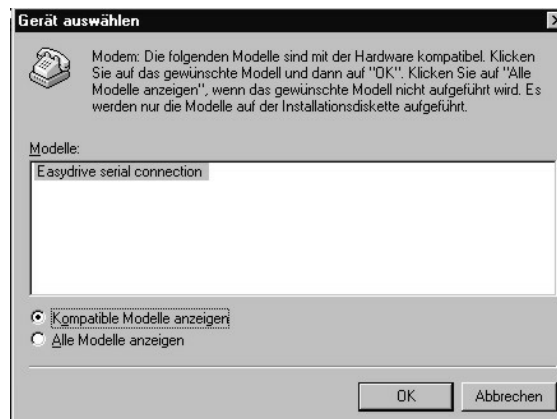 Gerät auswählen
Modem: Die folgenden Modelle sind mit der Hardware kompatibel. Klicken
Sie auf das gewünschte Modell und dann auf "OK". Klicken Sie auf "Alle
Modelle anzeigen", wenn das gewünschte Modell nicht aufgeführt wird. Es
werden nur die Modelle auf der Installationsdiskette aufgeführt.
Modelle:
Easydrive serial connection
Kompatible Modelle anzeigen
Alle Modelle anzeigen
OK Abbrechen